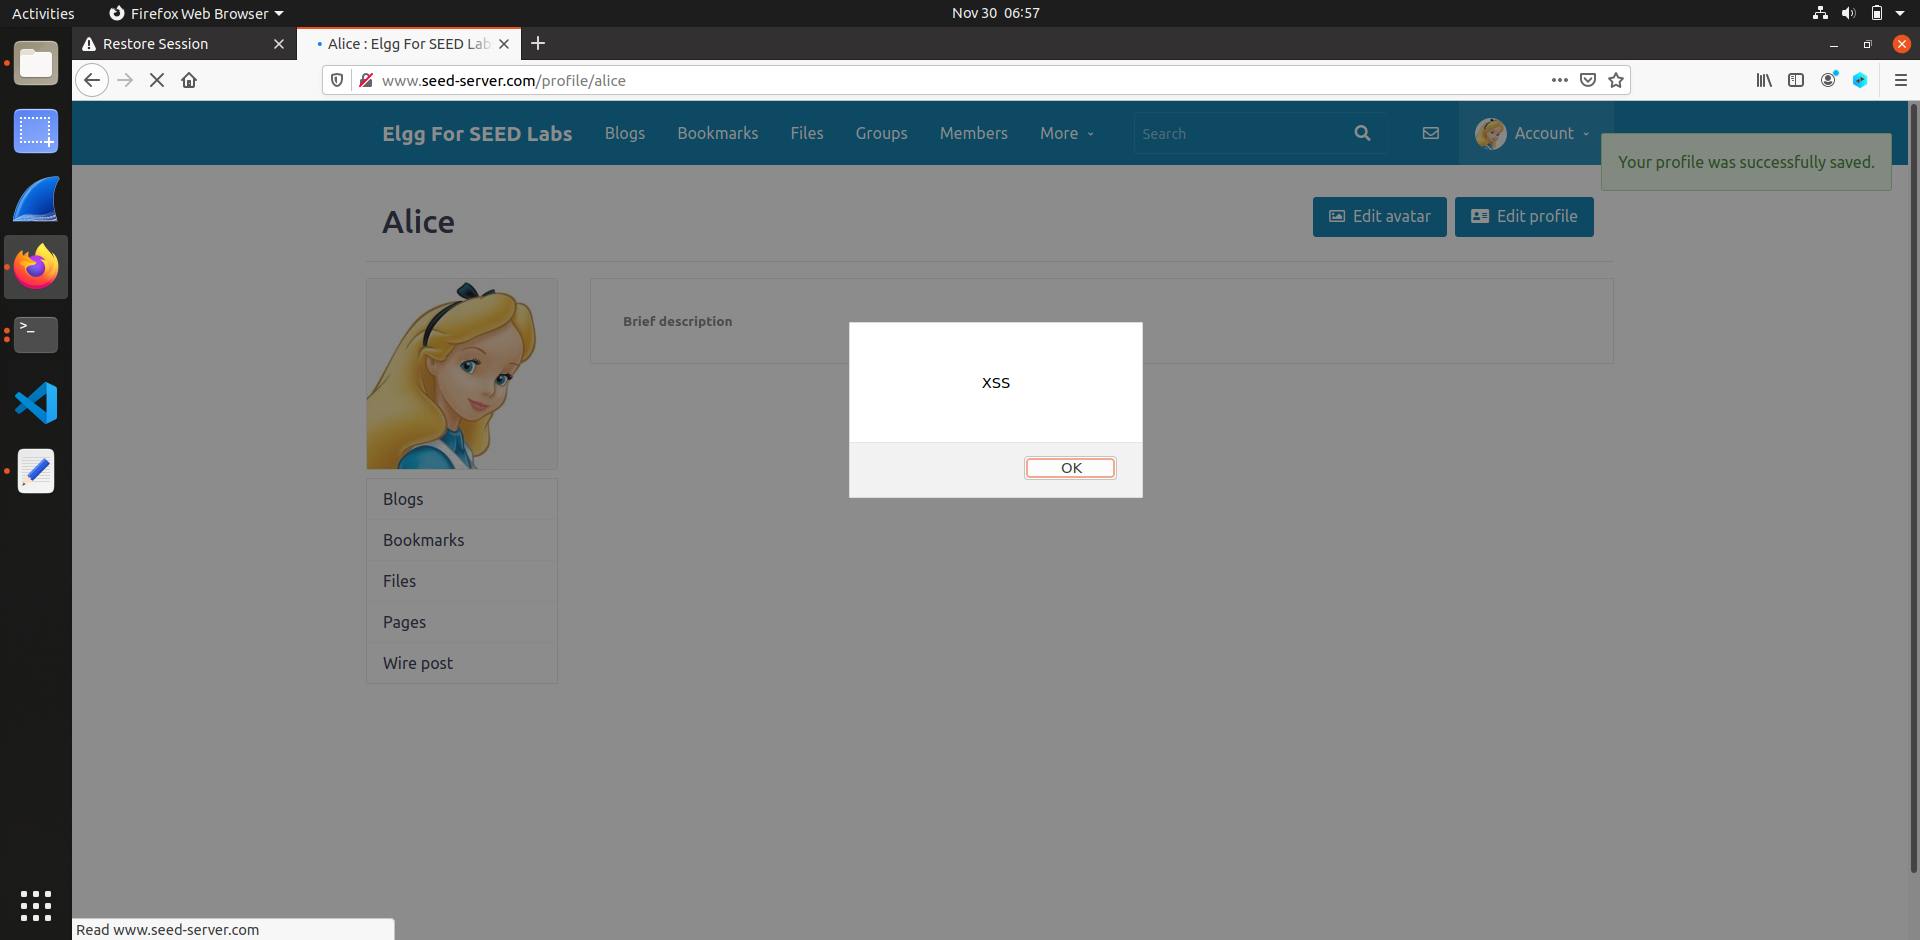 Activities Firefox Web Browser Nov 30 06:57
Restore Session Alice : Elgg For SEED Lab
www.seed-server.com/profile/alice
Elgg For SEED Labs Blogs Bookmarks Files Groups Members More Search Account
Your profile was successfully saved.
Alice Edit avatar Edit profile
Brief description
XSS
OK
Blogs
Bookmarks
Files
Pages
Wire post
Read www.seed-server.com